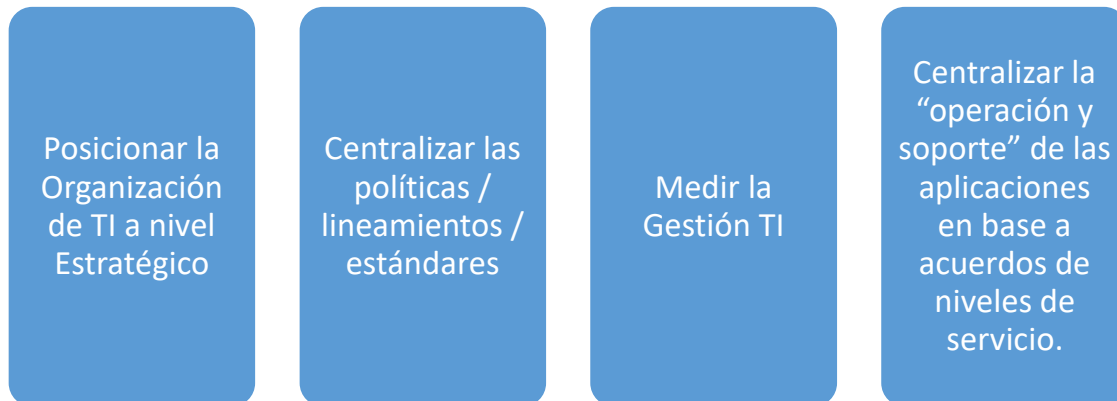 Posicionar la
Organización
de TI a nivel
Estratégico
Centralizar las
políticas /
lineamientos /
estándares
Medir la
Gestión TI
Centralizar la
“operación y
soporte” de las
aplicaciones
en base a
acuerdos de
niveles de
servicio.